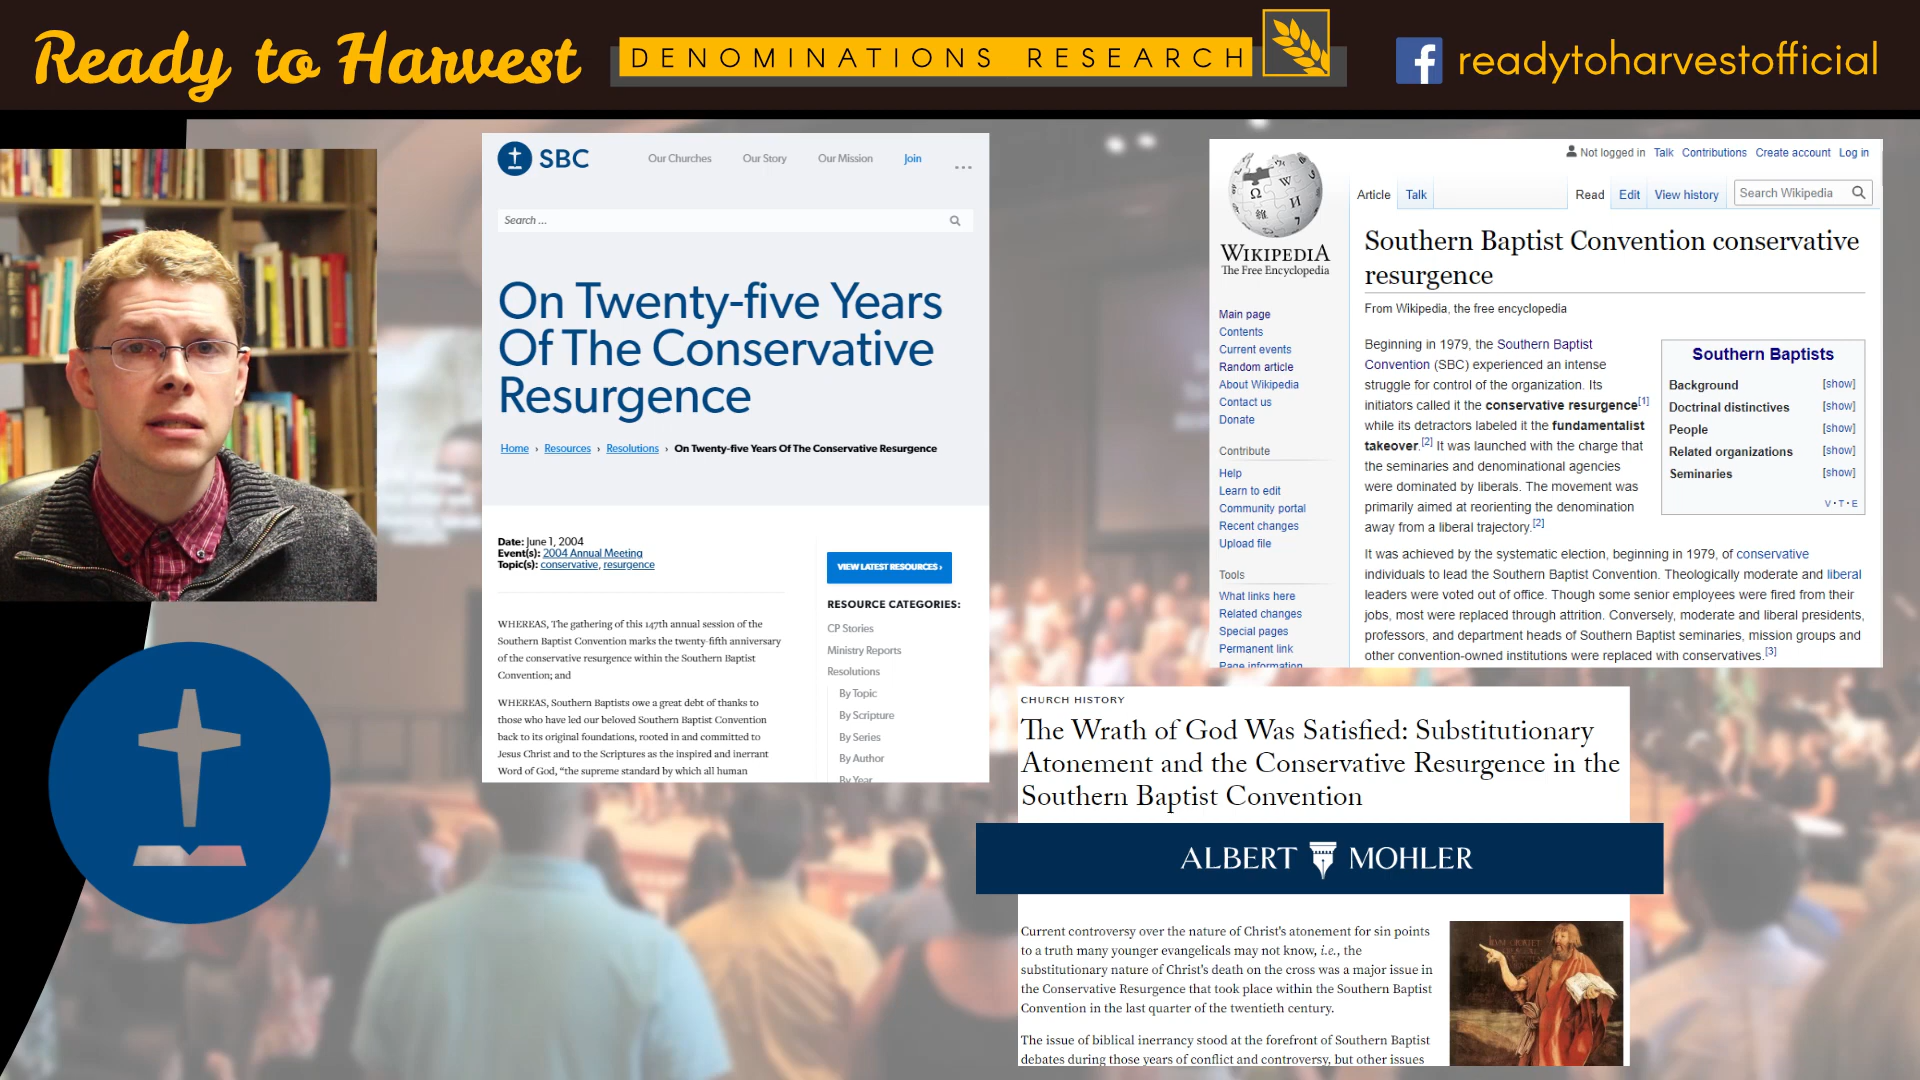 Ready to Harvest
DENOMINATIONS RESEARCH
readytoharvestofficial
SBC
Our Churches
Our Story
Our Mission
Join
...
Search ...
On Twenty-five Years
Of The Conservative
Resurgence
Home › Resources › Resolutions › On Twenty-five Years Of The Conservative Resurgence
Date: June 1, 2004
Event(s): 2004 Annual Meeting
Topic(s): conservative, resurgence
WHEREAS, The gathering of this 147th annual session of the
Southern Baptist Convention marks the twenty-fifth anniversary
of the conservative resurgence within the Southern Baptist
Convention; and
WHEREAS, Southern Baptists owe a great debt of thanks to
those who have led our beloved Southern Baptist Convention
back to its original foundations, rooted in and committed to
Jesus Christ and to the Scriptures as the inspired and inerrant
Word of God, “the supreme standard by which all human
VIEW LATEST RESOURCES ›
RESOURCE CATEGORIES:
CP Stories
Ministry Reports
Resolutions
By Topic
By Scripture
By Series
By Author
By Year
WIKIPEDIA
The Free Encyclopedia
Main page
Contents
Current events
Random article
About Wikipedia
Contact us
Donate
Contribute
Help
Learn to edit
Community portal
Recent changes
Upload file
Tools
What links here
Related changes
Special pages
Permanent link
Page information
Not logged in Talk Contributions Create account Log in
Article Talk
Read Edit View history
Search Wikipedia
Southern Baptist Convention conservative
resurgence
From Wikipedia, the free encyclopedia
Beginning in 1979, the Southern Baptist
Convention (SBC) experienced an intense
struggle for control of the organization. Its
initiators called it the conservative resurgence[1]
while its detractors labeled it the fundamentalist
takeover.[2] It was launched with the charge that
the seminaries and denominational agencies
were dominated by liberals. The movement was
primarily aimed at reorienting the denomination
away from a liberal trajectory.[2]
Southern Baptists
Background [show]
Doctrinal distinctives [show]
People [show]
Related organizations [show]
Seminaries [show]
V·T·E
It was achieved by the systematic election, beginning in 1979, of conservative
individuals to lead the Southern Baptist Convention. Theologically moderate and liberal
leaders were voted out of office. Though some senior employees were fired from their
jobs, most were replaced through attrition. Conversely, moderate and liberal presidents,
professors, and department heads of Southern Baptist seminaries, mission groups and
other convention-owned institutions were replaced with conservatives.[3]
CHURCH HISTORY
The Wrath of God Was Satisfied: Substitutionary
Atonement and the Conservative Resurgence in the
Southern Baptist Convention
ALBERT MOHLER
Current controversy over the nature of Christ's atonement for sin points
to a truth many younger evangelicals may not know, i.e., the
substitutionary nature of Christ's death on the cross was a major issue in
the Conservative Resurgence that took place within the Southern Baptist
Convention in the last quarter of the twentieth century.
The issue of biblical inerrancy stood at the forefront of Southern Baptist
debates during those years of conflict and controversy, but other issues